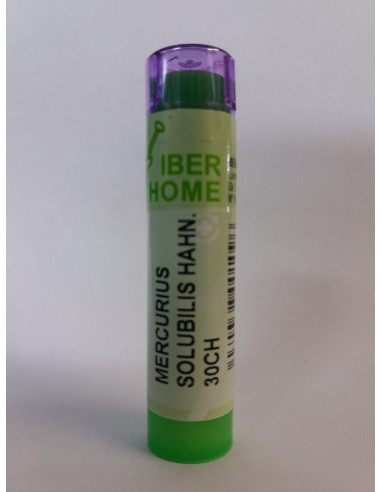 IBER
HOME
MERCURIUS
SOLUBILIS HAHN.
30CH